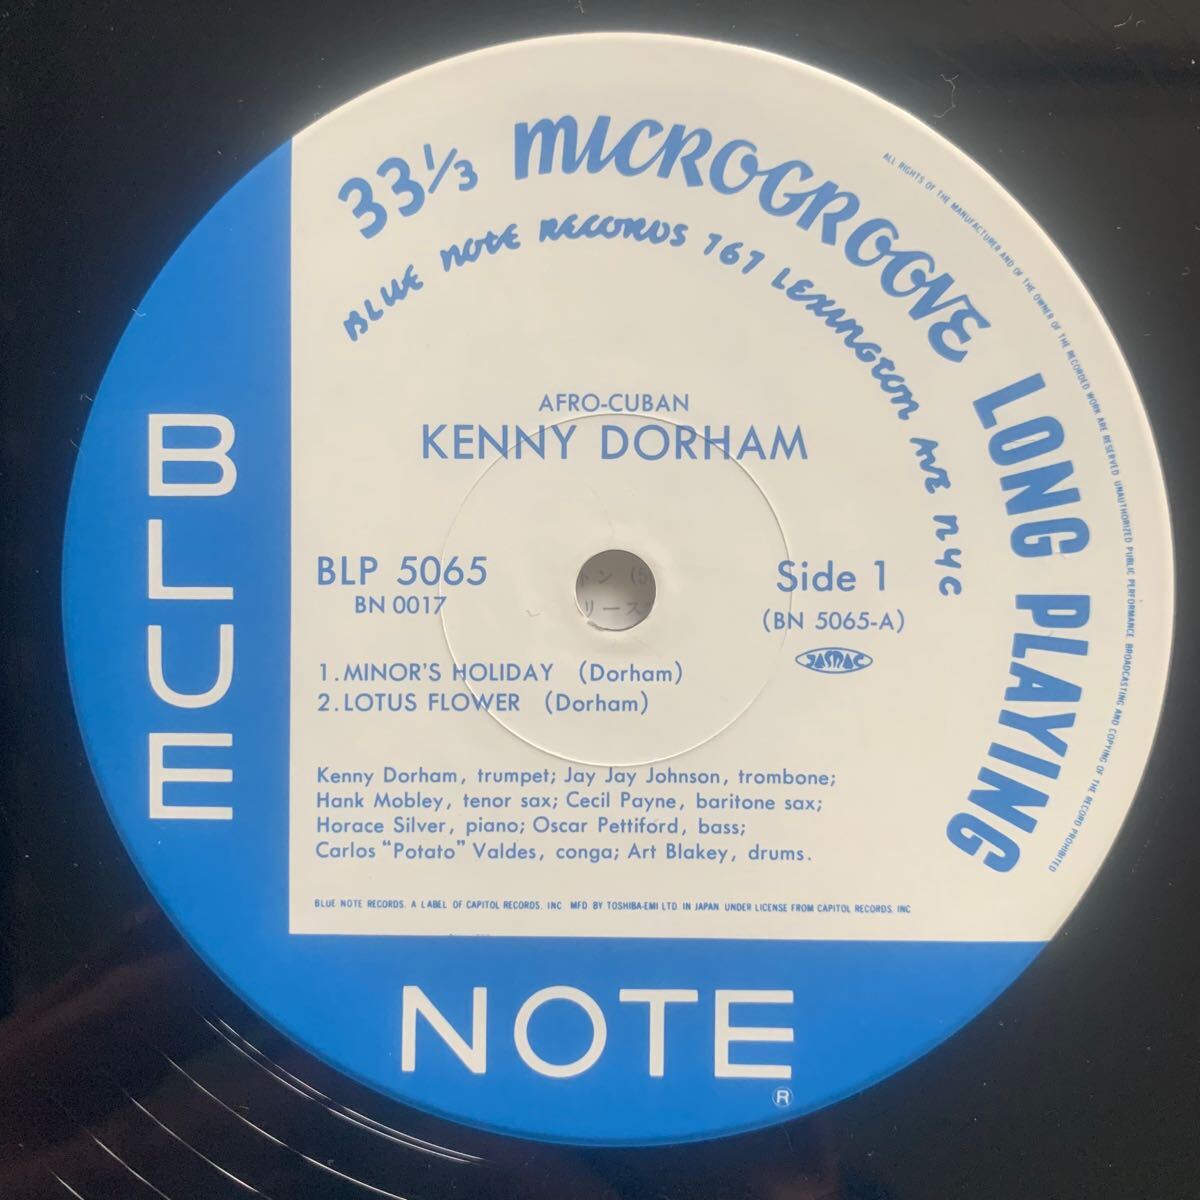 33⅓ MICROGROOVE LONG PLAYING
BLUE NOTE RECORDS 767 LEXINGTON AVE NYC
ALL RIGHTS OF THE MANUFACTURER AND OF THE OWNER OF THE RECORDED WORK ARE RESERVED UNAUTHORIZED PUBLIC PERFORMANCE BROADCASTING AND COPYING OF THE RECORD PROHIBITED
AFRO-CUBAN
KENNY DORHAM
BLP 5065
BN 0017
Side 1
(BN 5065-A)
JASRAC
1.MINOR'S HOLIDAY (Dorham)
2.LOTUS FLOWER (Dorham)
Kenny Dorham, trumpet; Jay Jay Johnson, trombone;
Hank Mobley, tenor sax; Cecil Payne, baritone sax;
Horace Silver, piano; Oscar Pettiford, bass;
Carlos “Potato” Valdes, conga; Art Blakey, drums.
BLUE NOTE RECORDS. A LABEL OF CAPITOL RECORDS. INC MFD BY TOSHIBA-EMI LTD IN JAPAN UNDER LICENSE FROM CAPITOL RECORDS. INC
BLUE
NOTE
®